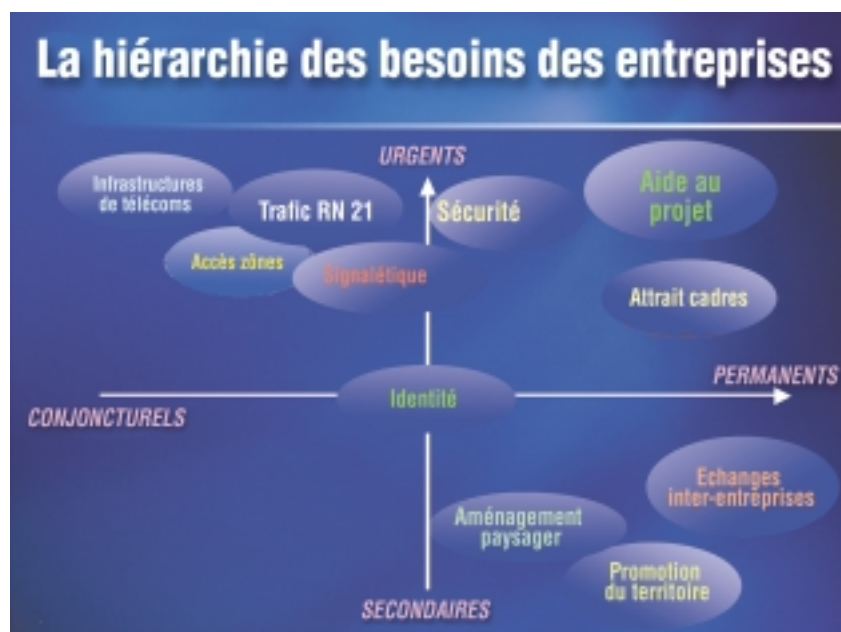 La hiérarchie des besoins des entreprises
URGENTS
Infrastructures
de télécoms
Trafic RN 21
Sécurité
Aide au
projet
Accès zônes
Signalétique
Attrait cadres
PERMANENTS
Identité
CONJONCTURELS
Echanges
inter-entreprises
Aménagement
paysager
Promotion
du territoire
SECONDAIRES